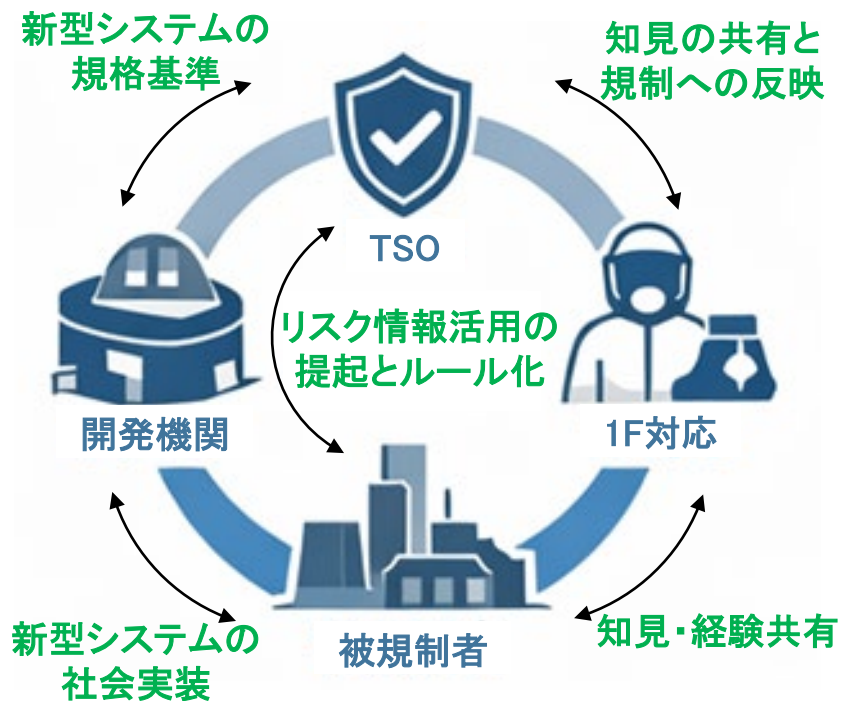 新型システムの
規格基準
知見の共有と
規制への反映
TSO
リスク情報活用の
提起とルール化
開発機関
1F対応
新型システムの
社会実装
被規制者
知見・経験共有